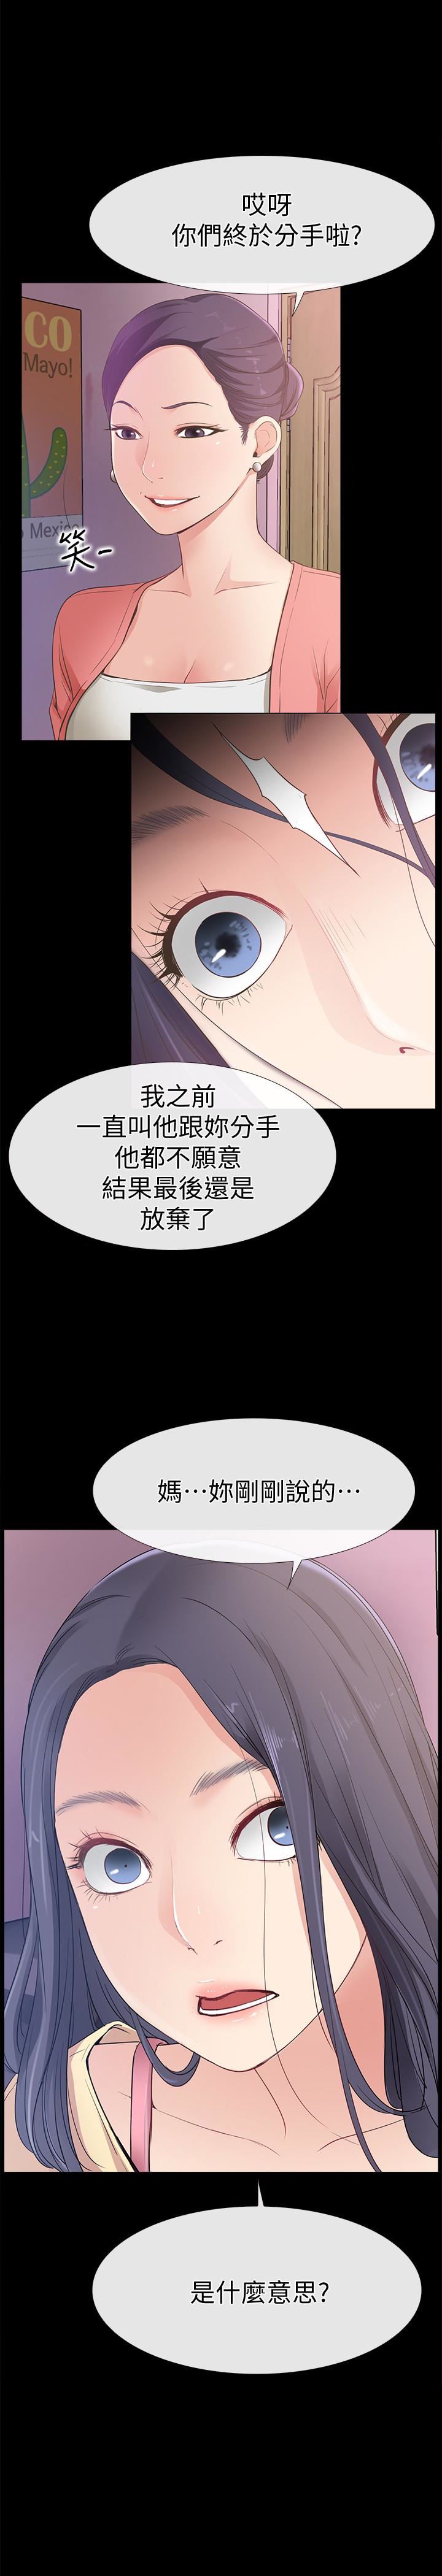 哎呀
你們終於分手啦?
CO
Mayo!
Mexico
笑-
我之前
一直叫他跟妳分手
他都不願意
結果最後還是
放棄了
媽⋯妳剛剛說的⋯
是什麼意思?